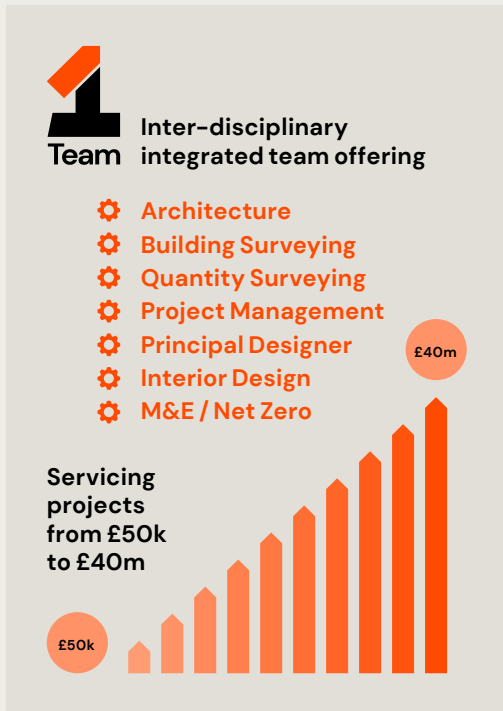 1
Team
Inter-disciplinary
integrated team offering
Architecture
Building Surveying
Quantity Surveying
Project Management
Principal Designer
Interior Design
M&E / Net Zero
£40m
Servicing
projects
from £50k
to £40m
£50k